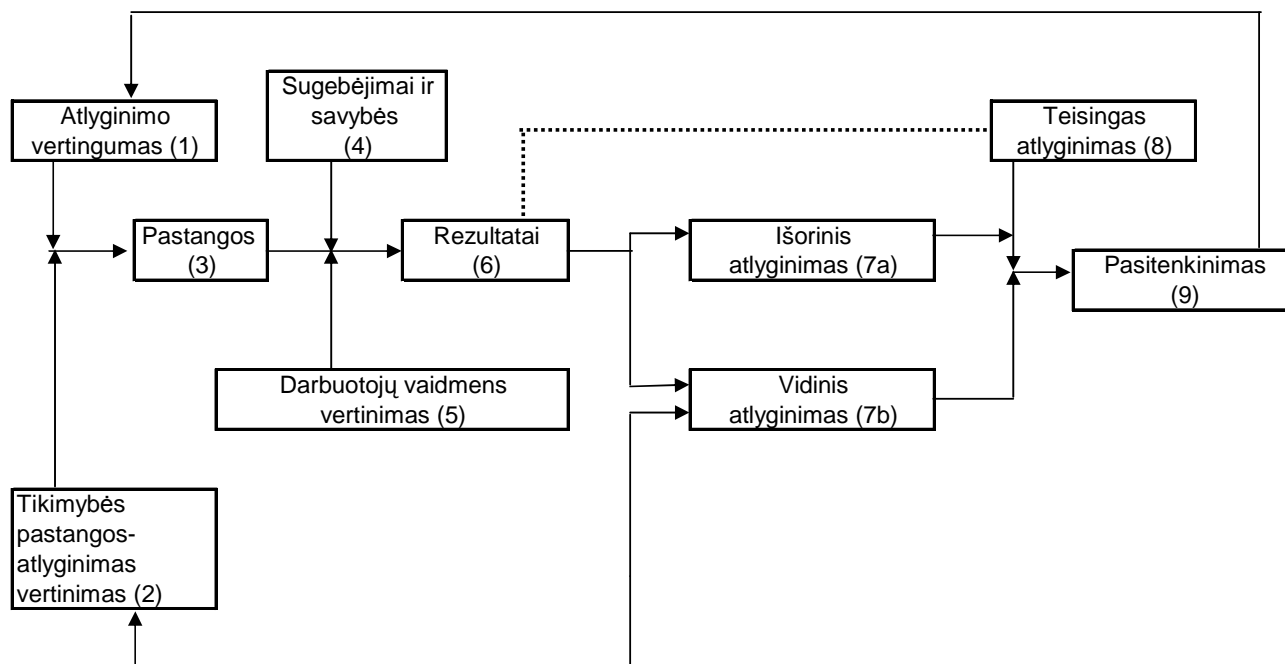 Atlyginimo
vertingumas (1)
Sugebėjimai ir
savybės
(4)
Teisingas
atlyginimas (8)
Pastangos
(3)
Rezultatai
(6)
Išorinis
atlyginimas (7a)
Pasitenkinimas
(9)
Darbuotojų vaidmens
vertinimas (5)
Vidinis
atlyginimas (7b)
Tikimybės
pastangos-
atlyginimas
vertinimas (2)